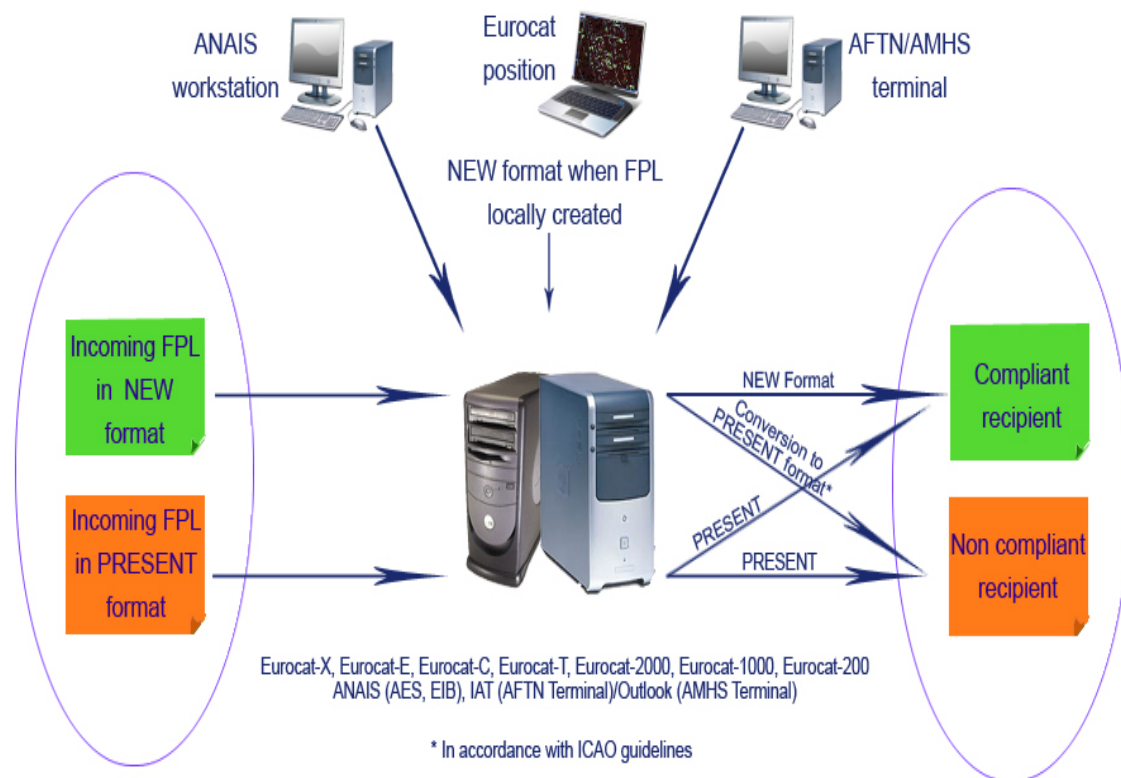 ANAIS
workstation
Eurocat
position
AFTN/AMHS
terminal
NEW format when FPL
locally created
Incoming FPL
in NEW
format
Incoming FPL
in PRESENT
format
NEW Format
Conversion to
PRESENT format*
PRESENT
PRESENT
Compliant
recipient
Non compliant
recipient
Eurocat-X, Eurocat-E, Eurocat-C, Eurocat-T, Eurocat-2000, Eurocat-1000, Eurocat-200
ANAIS (AES, EIB), IAT (AFTN Terminal)/Outlook (AMHS Terminal)
* In accordance with ICAO guidelines